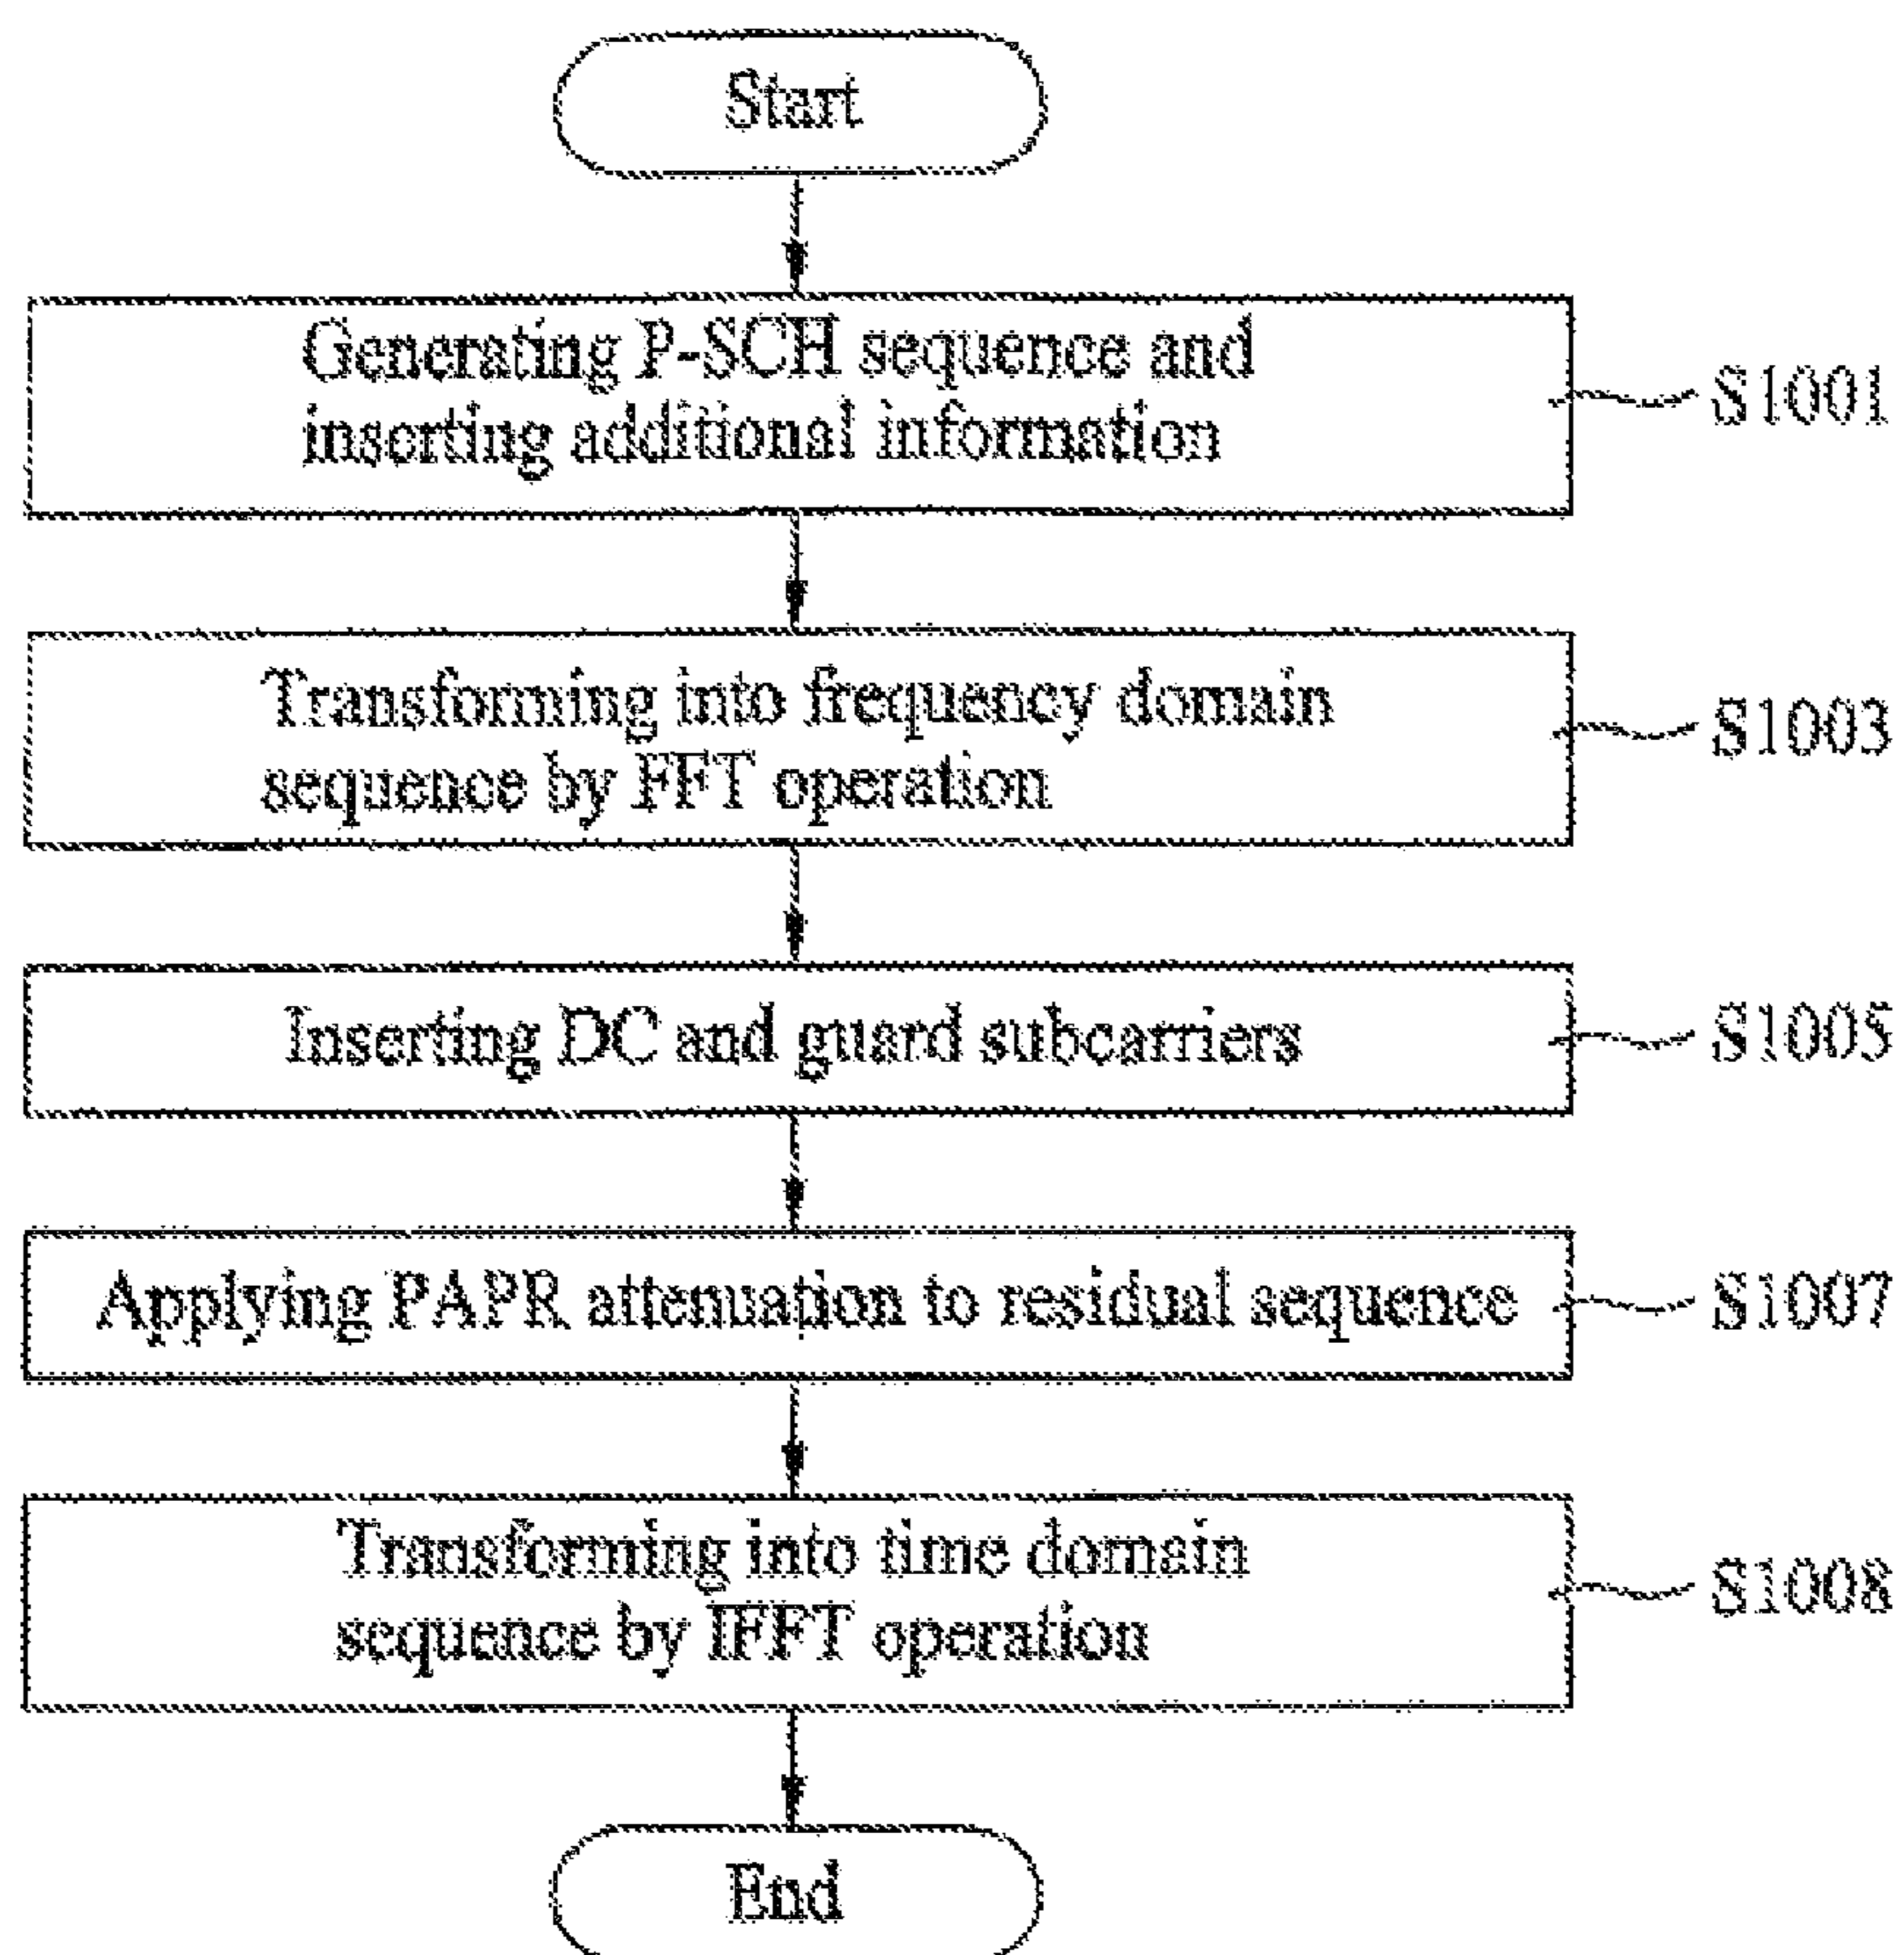 Start
Generating P-SCH sequence and
inserting additional information
S1001
Transforming into frequency domain
sequence by FFT operation
S1003
Inserting DC and guard subcarriers
S1005
Applying PAPR attenuation to residual sequence
S1007
Transforming into time domain
sequence by IFFT operation
S1008
End